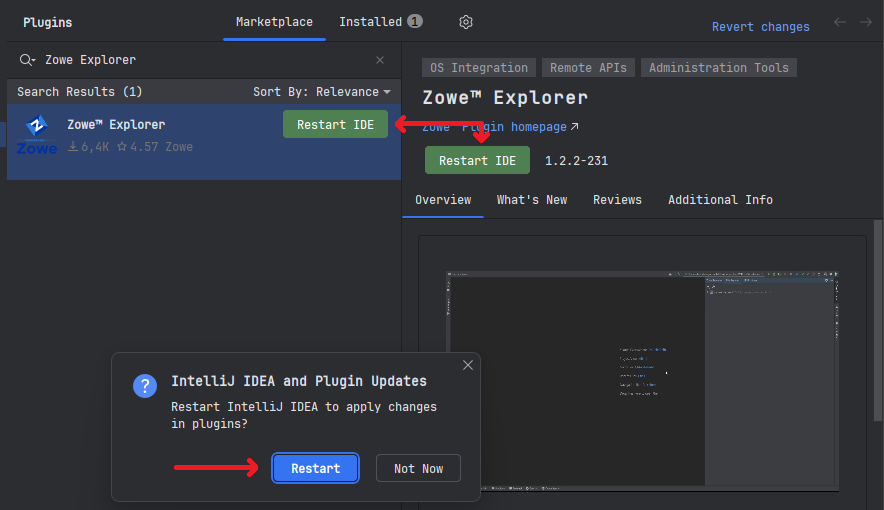 Plugins
Marketplace
Installed 1
Revert changes
Zowe Explorer
Search Results (1)
Sort By: Relevance
Zowe™ Explorer
6,4K 4.57 Zowe
Restart IDE
Zowe
OS Integration
Remote APIs
Administration Tools
Zowe™ Explorer
Zowe Plugin homepage
Restart IDE
1.2.2-231
Overview
What's New
Reviews
Additional Info
IntelliJ IDEA and Plugin Updates
Restart IntelliJ IDEA to apply changes
in plugins?
Restart
Not Now